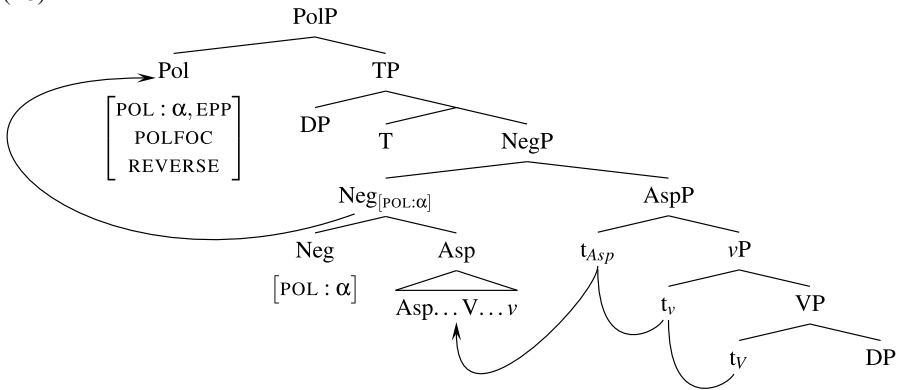 PolP
Pol TP
[POL : α, EPP
POLFOC
REVERSE]
DP
T NegP
Neg[POL:α] AspP
Neg Asp t_Asp vP
[POL : α]
Asp...V...v t_v VP
t_V DP